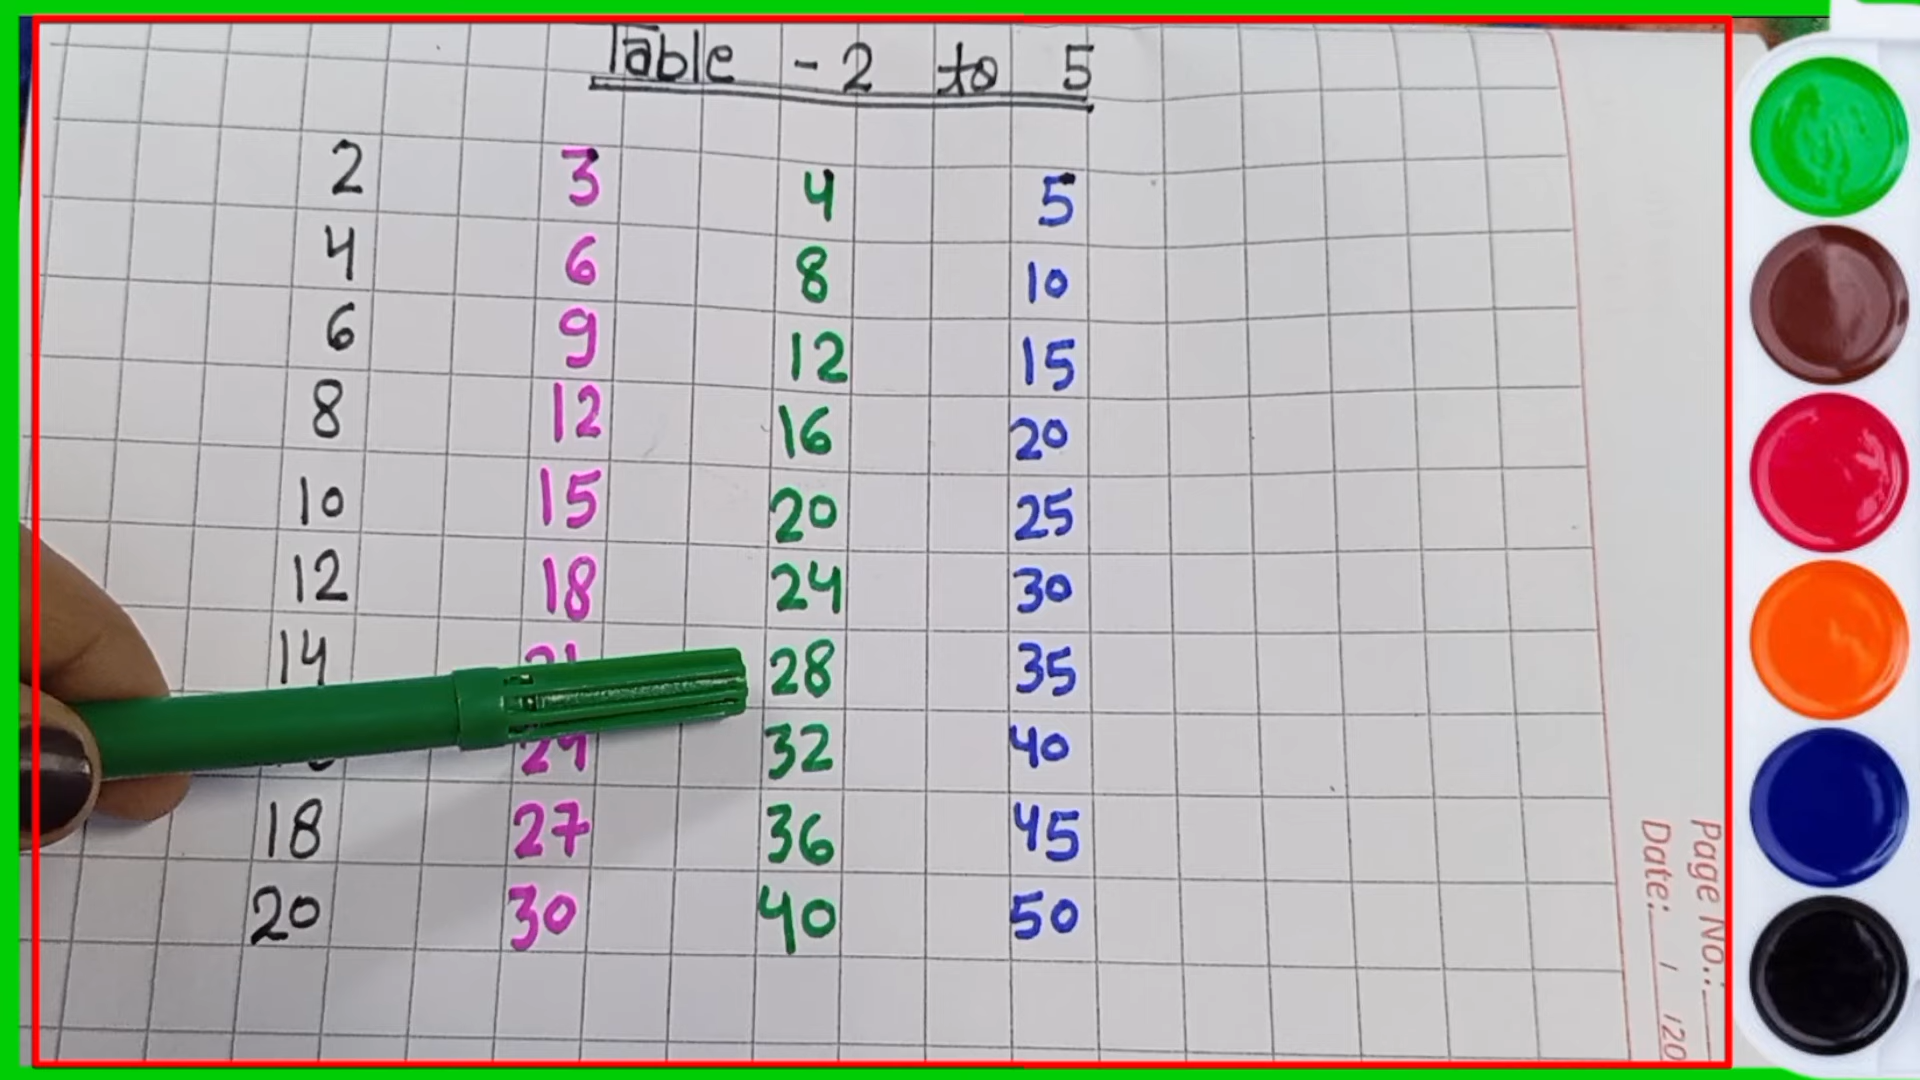 Table - 2 to 5
2 3 4 5
4 6 8 10
6 9 12 15
8 12 16 20
10 15 20 25
12 18 24 30
14 21 28 35
24 32 40
18 27 36 45
20 30 40 50
Page No.:
Date: / /20